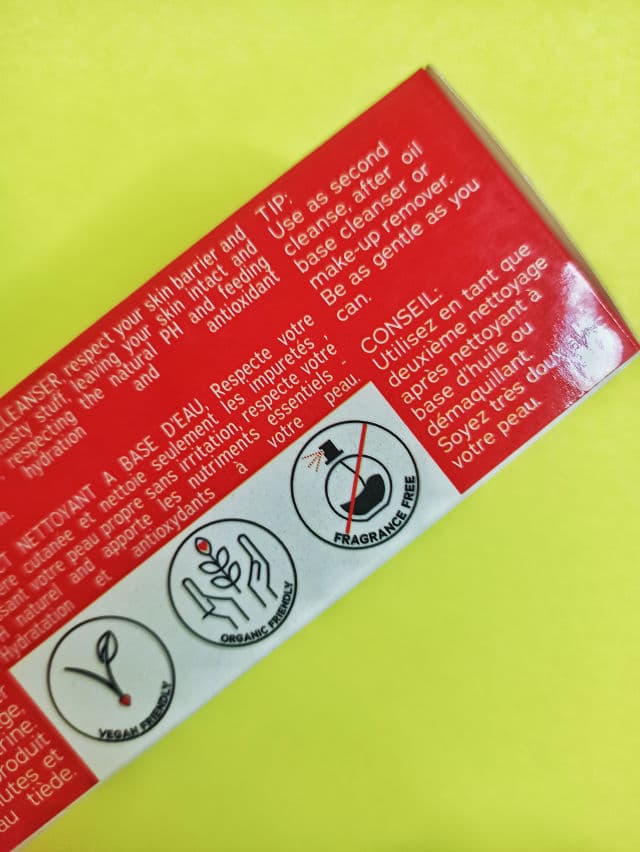 CLEANSER, respect your skin barrier and
nasty stuff, leaving your skin intact and
respecting the natural PH and feeding
hydration and antioxidant
TIP:
Use as second
cleanse, after oil
base cleanser or
make-up remover.
Be as gentle as you
can.
NETTOYANT A BASE D'EAU, Respecte votre
cutanee et nettoie seulement les impuretés,
votre peau propre sans irritation, respecte votre
naturel and apporte les nutriments essentiels -
Hydratation et antioxydants à votre peau.
CONSEIL:
Utilisez en tant que
deuxième nettoyage
après nettoyant à
base d'huile ou
démaquillant.
Soyez très doux
votre peau.
produit
et
au tiède.
VEGAN FRIENDLY
ORGANIC FRIENDLY
FRAGRANCE FREE